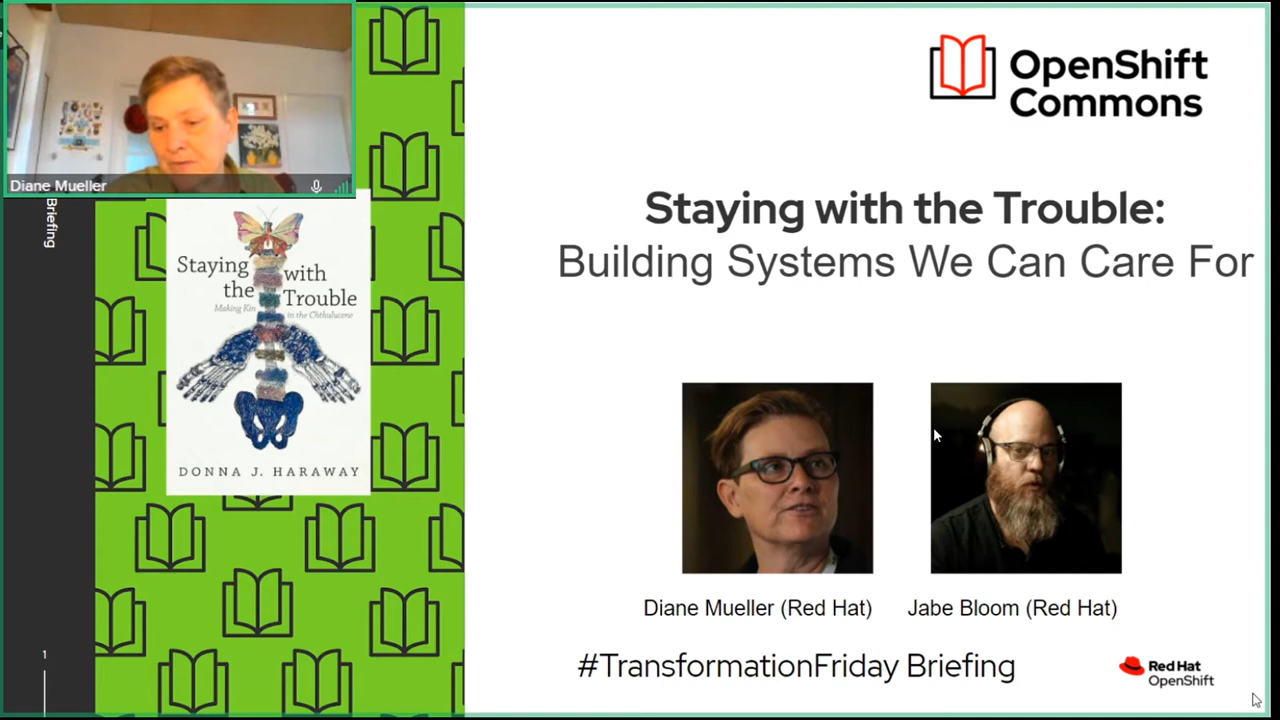 Diane Mueller
Briefing
Staying with
the Trouble
Making Kin in the Chthulucene
DONNA J. HARAWAY
1
OpenShift
Commons
Staying with the Trouble:
Building Systems We Can Care For
Diane Mueller (Red Hat)
Jabe Bloom (Red Hat)
#TransformationFriday Briefing
Red Hat
OpenShift